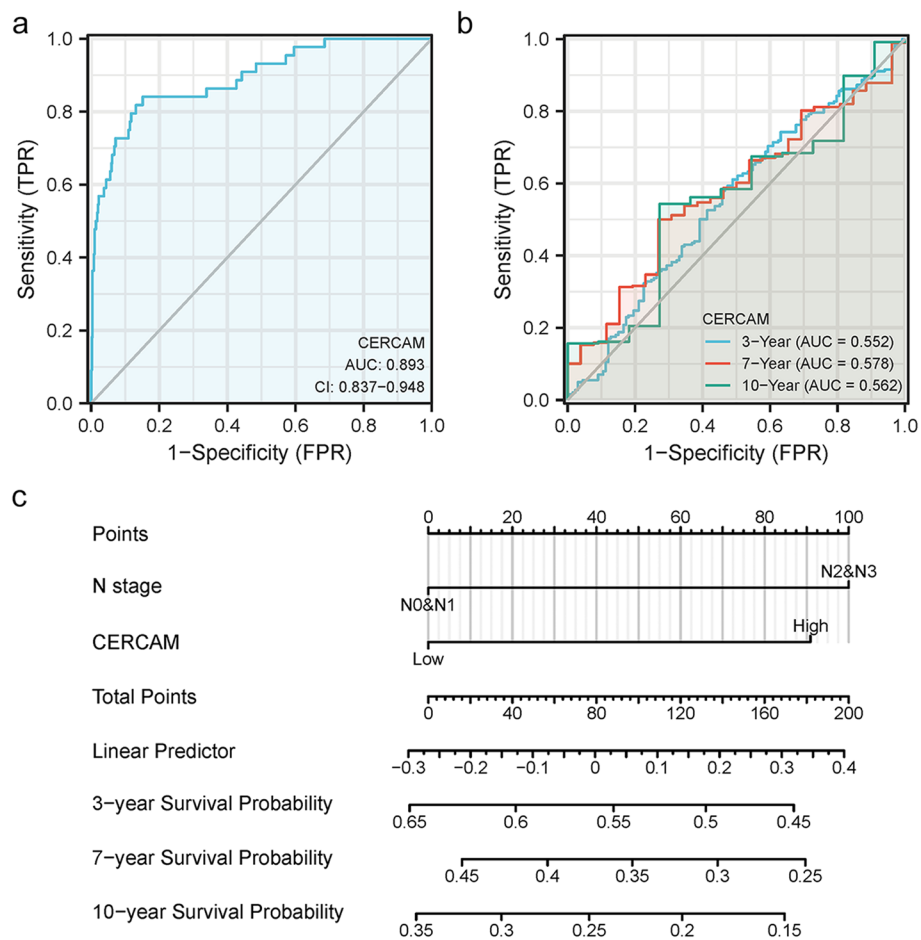 a
1.0
0.8
0.6
0.4
0.2
0.0
Sensitivity (TPR)
CERCAM
AUC: 0.893
CI: 0.837−0.948
0.0 0.2 0.4 0.6 0.8 1.0
1−Specificity (FPR)
b
1.0
0.8
0.6
0.4
0.2
0.0
Sensitivity (TPR)
CERCAM
3−Year (AUC = 0.552)
7−Year (AUC = 0.578)
10−Year (AUC = 0.562)
0.0 0.2 0.4 0.6 0.8 1.0
1−Specificity (FPR)
c
Points
0 20 40 60 80 100
N stage
N2&N3
N0&N1
CERCAM
High
Low
Total Points
0 40 80 120 160 200
Linear Predictor
−0.3 −0.2 −0.1 0 0.1 0.2 0.3 0.4
3−year Survival Probability
0.65 0.6 0.55 0.5 0.45
7−year Survival Probability
0.45 0.4 0.35 0.3 0.25
10−year Survival Probability
0.35 0.3 0.25 0.2 0.15